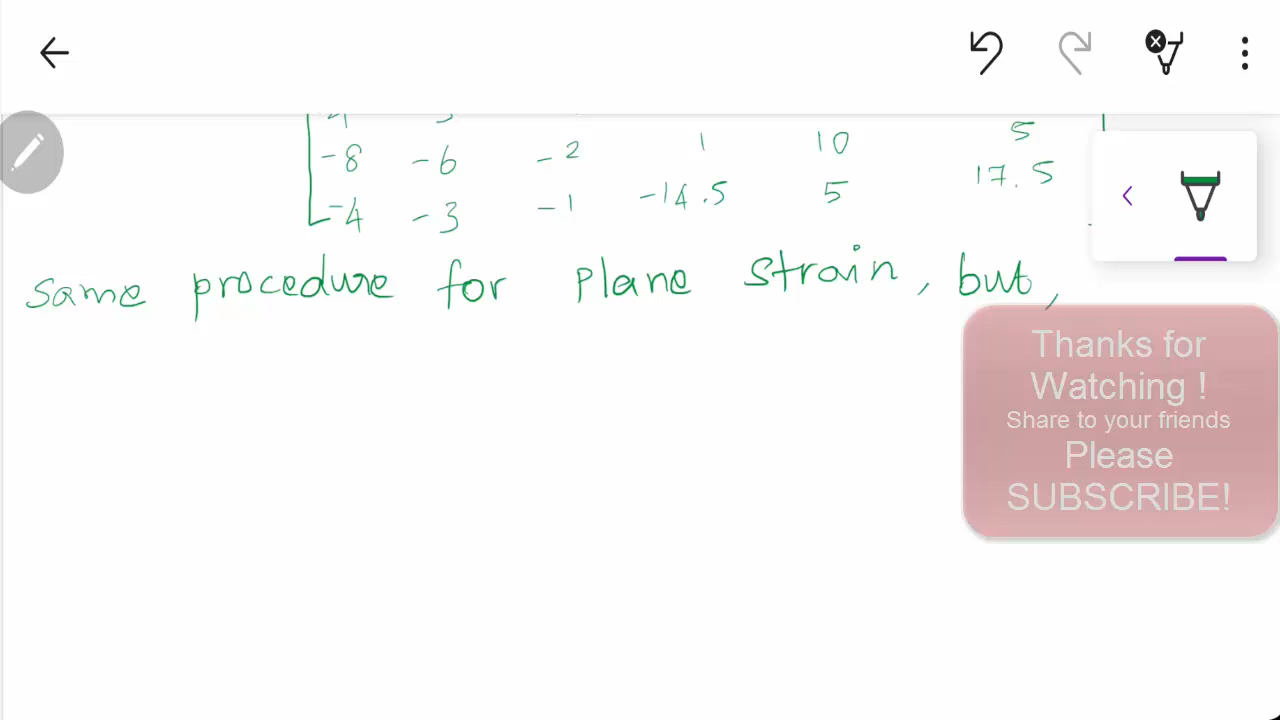 -8 -6 -2 1 10 5
-4 -3 -1 -14.5 5 17.5
same procedure for plane strain, but,
Thanks for
Watching !
Share to your friends
Please
SUBSCRIBE!